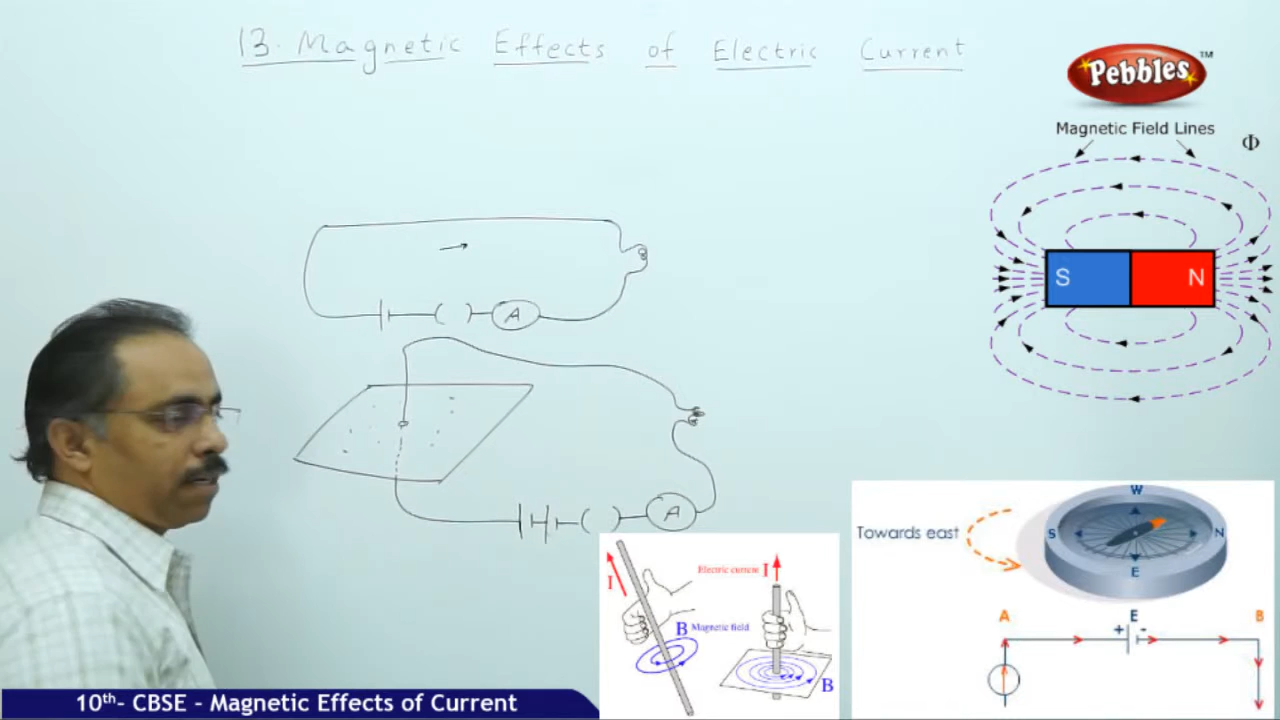 13. Magnetic Effects of Electric Current
Pebbles™
Magnetic Field Lines
Φ
S N
A
A
W
S N
E
Towards east
Electric current I
I
B Magnetic field
B
A E B
+ -
10th- CBSE - Magnetic Effects of Current